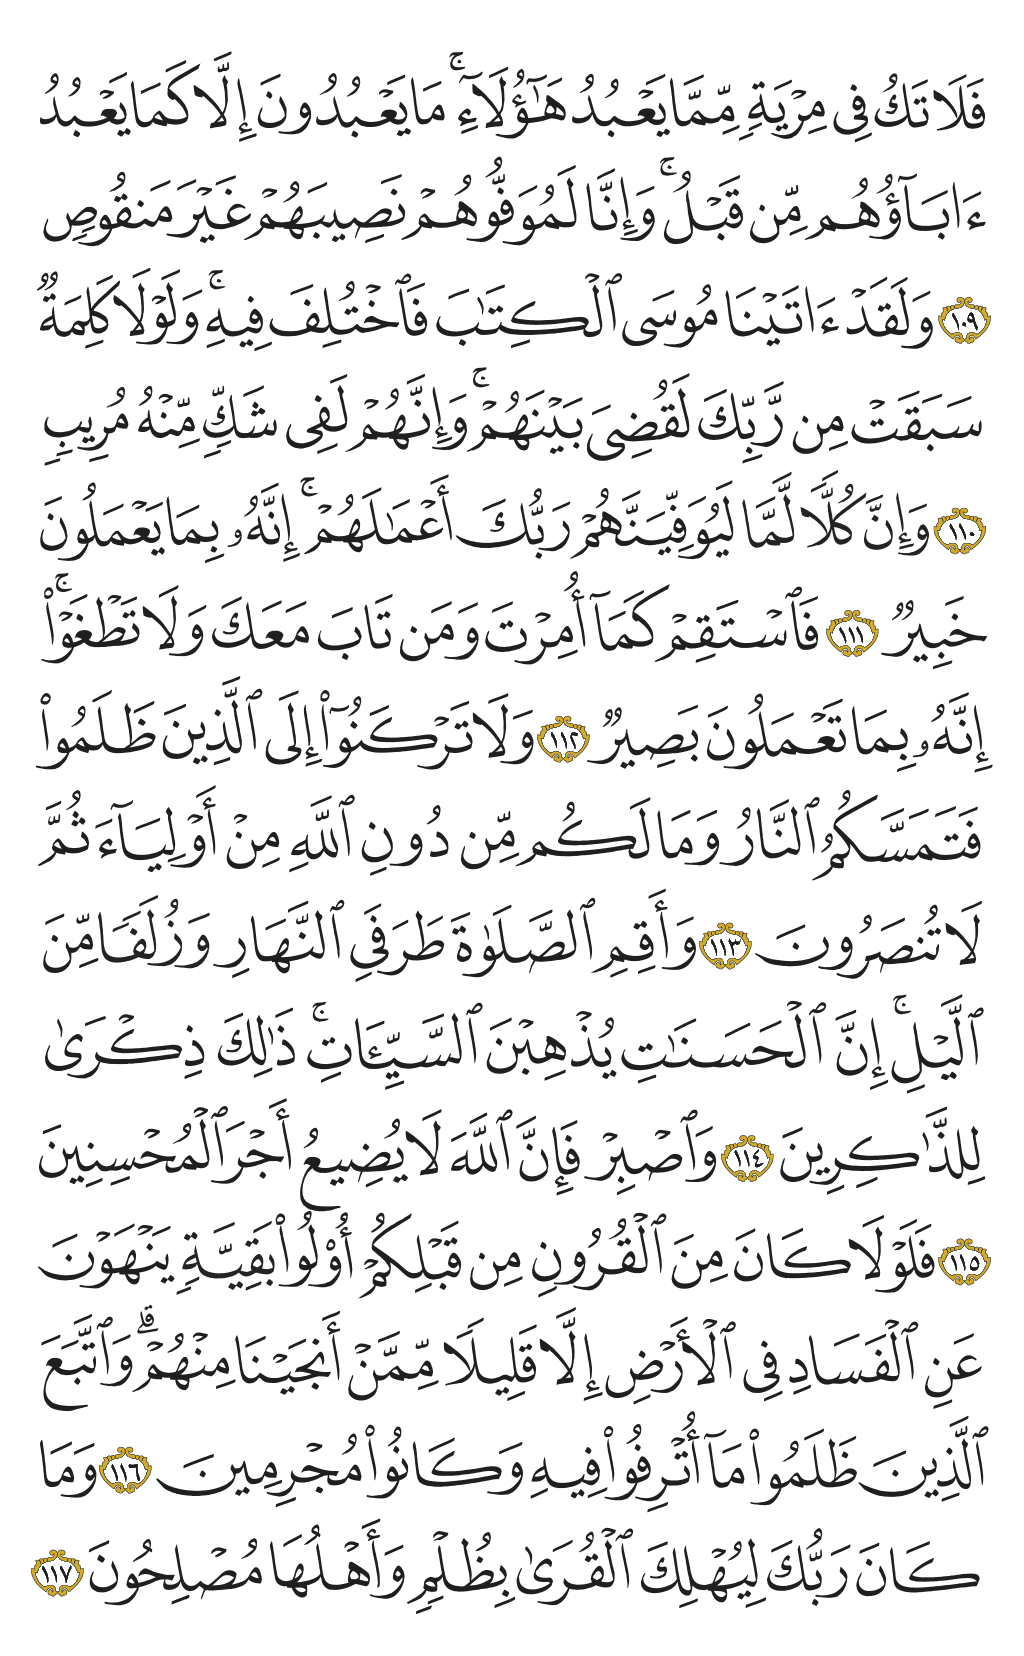 فَلَا تَكُ فِى مِرْيَةٍ مِّمَّا يَعْبُدُ هَـٰٓؤُلَآءِ ۚ مَا يَعْبُدُونَ إِلَّا كَمَا يَعْبُدُ
ءَابَآؤُهُم مِّن قَبْلُ ۚ وَإِنَّا لَمُوَفُّوهُمْ نَصِيبَهُمْ غَيْرَ مَنقُوصٍ
١٠٩ وَلَقَدْ ءَاتَيْنَا مُوسَى ٱلْكِتَـٰبَ فَٱخْتُلِفَ فِيهِ ۚ وَلَوْلَا كَلِمَةٌ
سَبَقَتْ مِن رَّبِّكَ لَقُضِىَ بَيْنَهُمْ ۚ وَإِنَّهُمْ لَفِى شَكٍّ مِّنْهُ مُرِيبٍ
١١٠ وَإِنَّ كُلًّا لَّمَّا لَيُوَفِّيَنَّهُمْ رَبُّكَ أَعْمَـٰلَهُمْ ۚ إِنَّهُۥ بِمَا يَعْمَلُونَ
خَبِيرٌ ١١١ فَٱسْتَقِمْ كَمَآ أُمِرْتَ وَمَن تَابَ مَعَكَ وَلَا تَطْغَوْا۟ ۚ
إِنَّهُۥ بِمَا تَعْمَلُونَ بَصِيرٌ ١١٢ وَلَا تَرْكَنُوٓا۟ إِلَى ٱلَّذِينَ ظَلَمُوا۟
فَتَمَسَّكُمُ ٱلنَّارُ وَمَا لَكُم مِّن دُونِ ٱللَّهِ مِنْ أَوْلِيَآءَ ثُمَّ
لَا تُنصَرُونَ ١١٣ وَأَقِمِ ٱلصَّلَوٰةَ طَرَفَىِ ٱلنَّهَارِ وَزُلَفًا مِّنَ
ٱلَّيْلِ ۚ إِنَّ ٱلْحَسَنَـٰتِ يُذْهِبْنَ ٱلسَّيِّـَٔاتِ ۚ ذَٰلِكَ ذِكْرَىٰ
لِلذَّٰكِرِينَ ١١٤ وَٱصْبِرْ فَإِنَّ ٱللَّهَ لَا يُضِيعُ أَجْرَ ٱلْمُحْسِنِينَ
١١٥ فَلَوْلَا كَانَ مِنَ ٱلْقُرُونِ مِن قَبْلِكُمْ أُو۟لُوا۟ بَقِيَّةٍ يَنْهَوْنَ
عَنِ ٱلْفَسَادِ فِى ٱلْأَرْضِ إِلَّا قَلِيلًا مِّمَّنْ أَنجَيْنَا مِنْهُمْ ۗ وَٱتَّبَعَ
ٱلَّذِينَ ظَلَمُوا۟ مَآ أُتْرِفُوا۟ فِيهِ وَكَانُوا۟ مُجْرِمِينَ ١١٦ وَمَا
كَانَ رَبُّكَ لِيُهْلِكَ ٱلْقُرَىٰ بِظُلْمٍ وَأَهْلُهَا مُصْلِحُونَ ١١٧